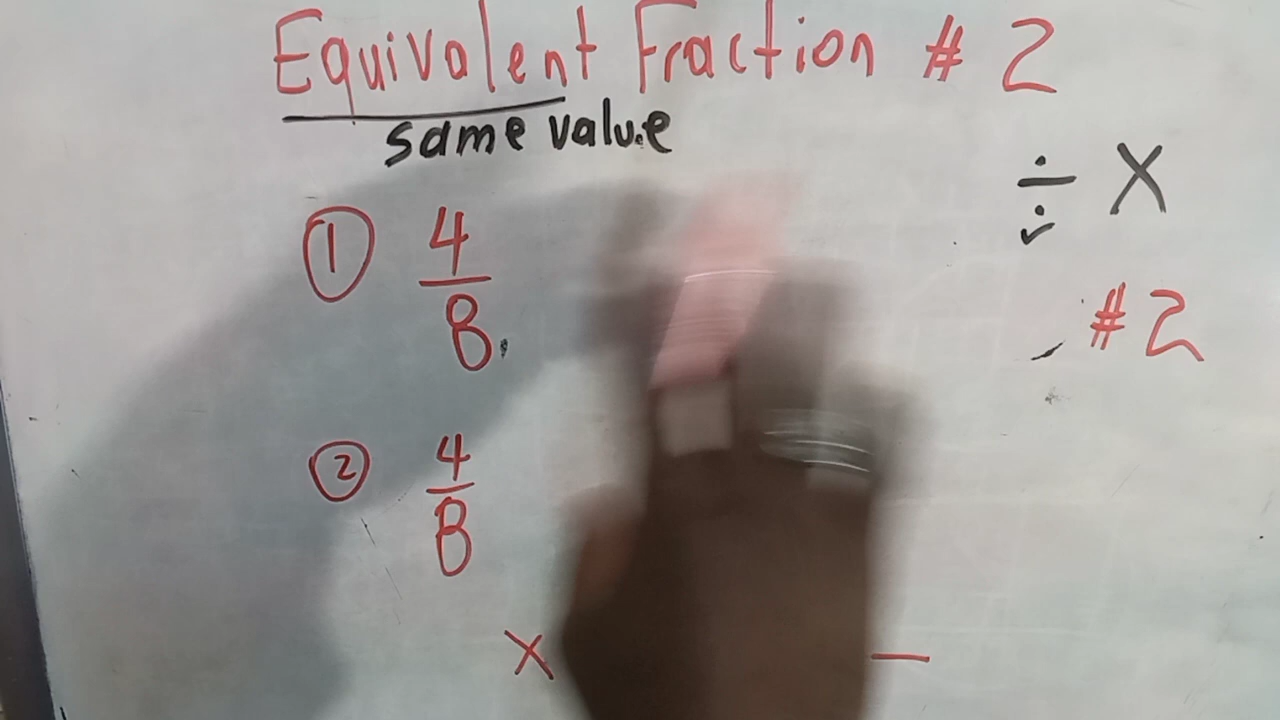 Equivalent Fraction # 2
same value
÷ X
① 4/8
#2
② 4/8
X